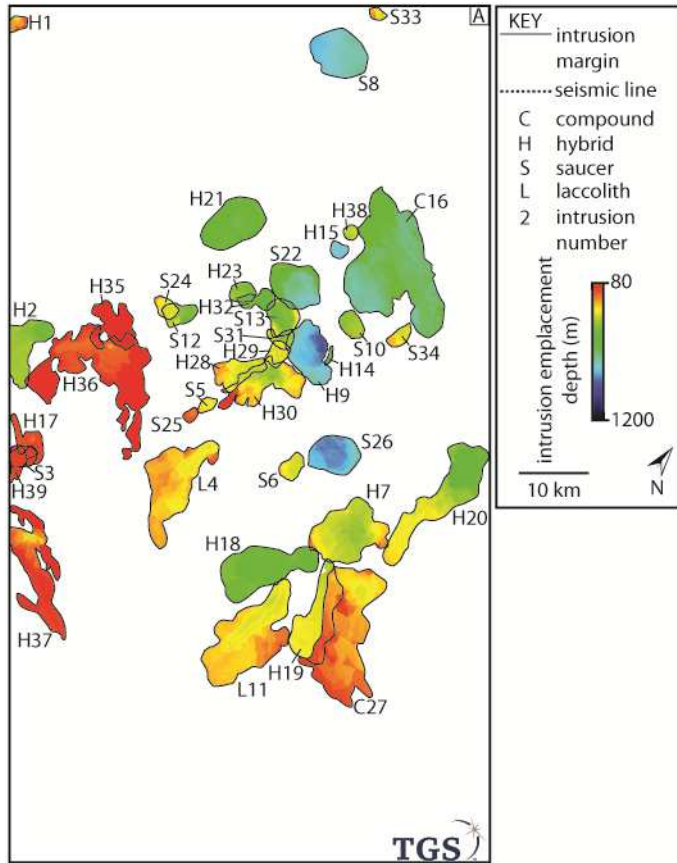 A
H1
S33
S8
H21
H38
C16
H15
S22
S24
H23
H35
H32
H2
S13
S12
S31
S10
S34
H28
H29
H14
H36
S5
H9
H30
S25
H17
S26
S3
S6
L4
H7
H39
H20
H18
H37
H19
L11
C27
TGS
KEY
intrusion
margin
seismic line
C compound
H hybrid
S saucer
L laccolith
2 intrusion
number
intrusion emplacement
depth (m)
80
1200
10 km
N